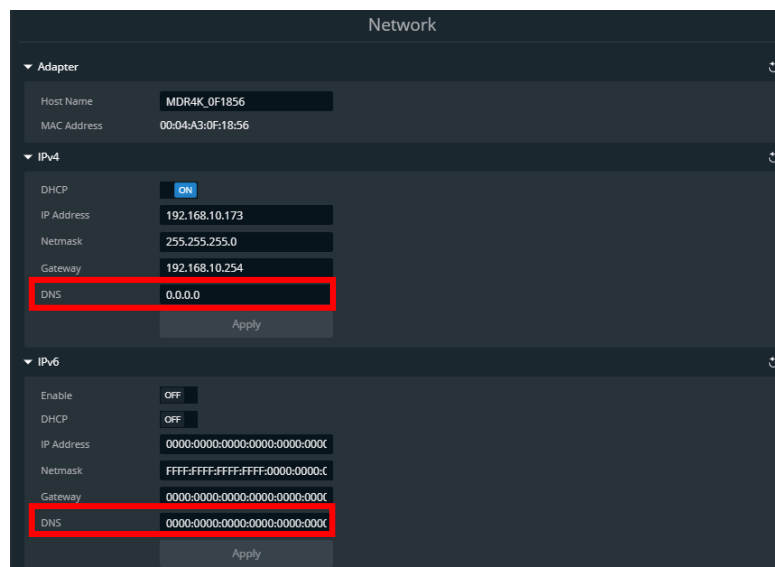 Network
Adapter
Host Name MDR4K_0F1856
MAC Address 00:04:A3:0F:18:56
IPv4
DHCP ON
IP Address 192.168.10.173
Netmask 255.255.255.0
Gateway 192.168.10.254
DNS 0.0.0.0
Apply
IPv6
Enable OFF
DHCP OFF
IP Address 0000:0000:0000:0000:0000:000
Netmask FFFF:FFFF:FFFF:FFFF:0000:0000:
Gateway 0000:0000:0000:0000:0000:000
DNS 0000:0000:0000:0000:0000:000
Apply